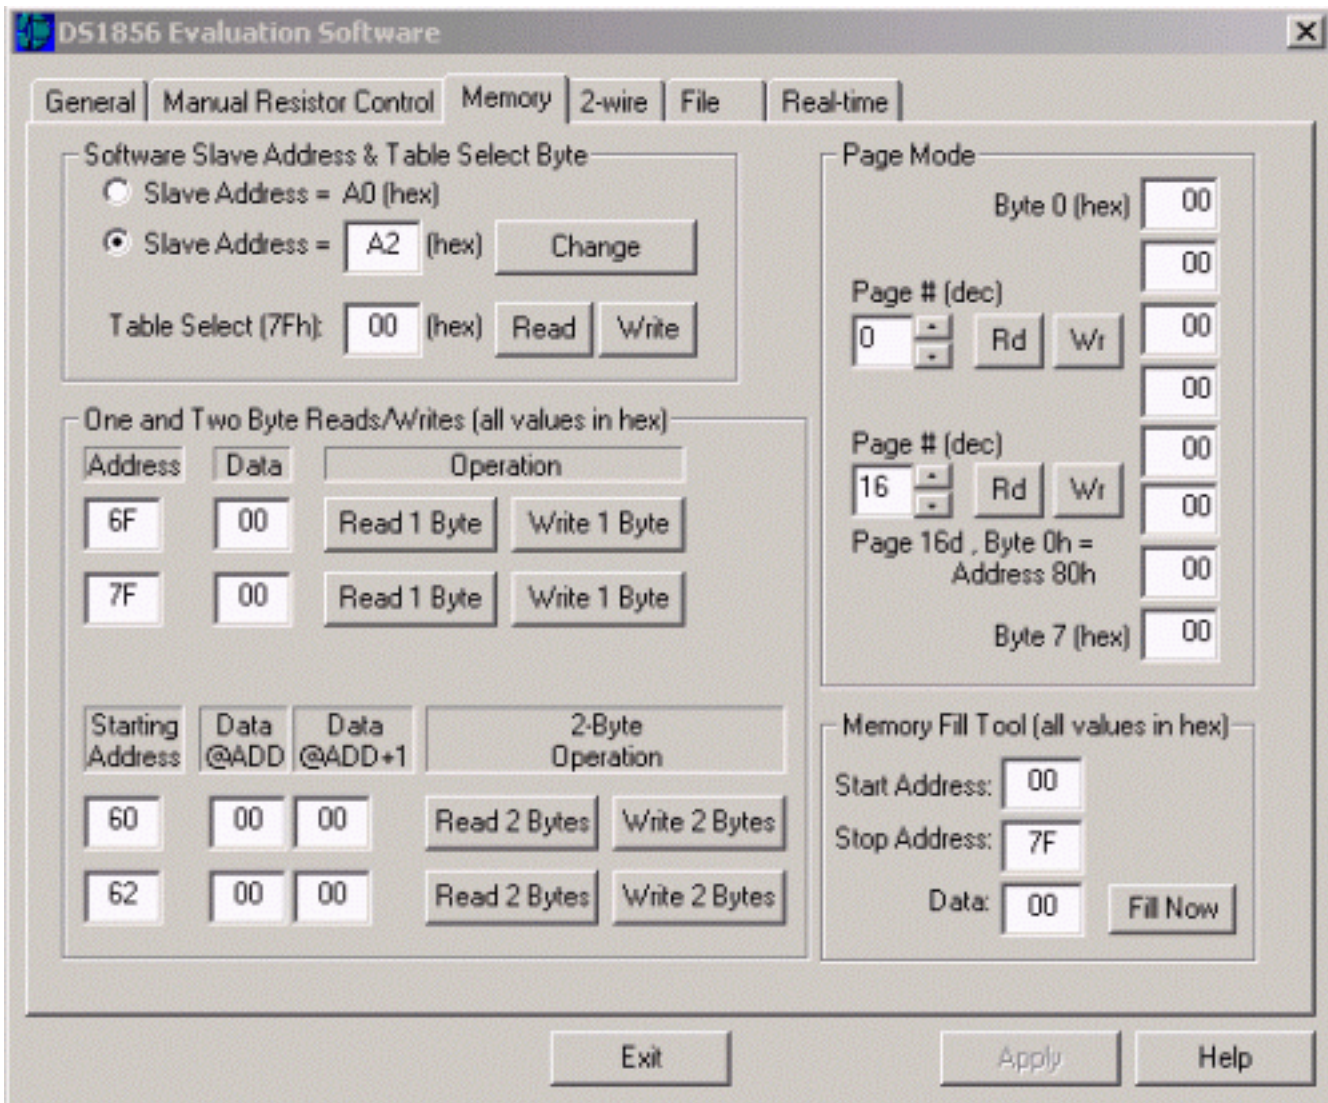 DS1856 Evaluation Software
General Manual Resistor Control Memory 2-wire File Real-time
Software Slave Address & Table Select Byte
Slave Address = A0 (hex)
Slave Address = A2 (hex) Change
Table Select (7Fh): 00 (hex) Read Write
One and Two Byte Reads/Writes (all values in hex)
Address Data Operation
6F 00 Read 1 Byte Write 1 Byte
7F 00 Read 1 Byte Write 1 Byte
Starting Address Data @ADD Data @ADD+1 2-Byte Operation
60 00 00 Read 2 Bytes Write 2 Bytes
62 00 00 Read 2 Bytes Write 2 Bytes
Page Mode
Byte 0 (hex) 00
00
Page # (dec)
0 Rd Wr 00
00
Page # (dec) 00
16 Rd Wr 00
Page 16d , Byte 0h =
Address 80h 00
Byte 7 (hex) 00
Memory Fill Tool (all values in hex)
Start Address: 00
Stop Address: 7F
Data: 00 Fill Now
Exit Apply Help